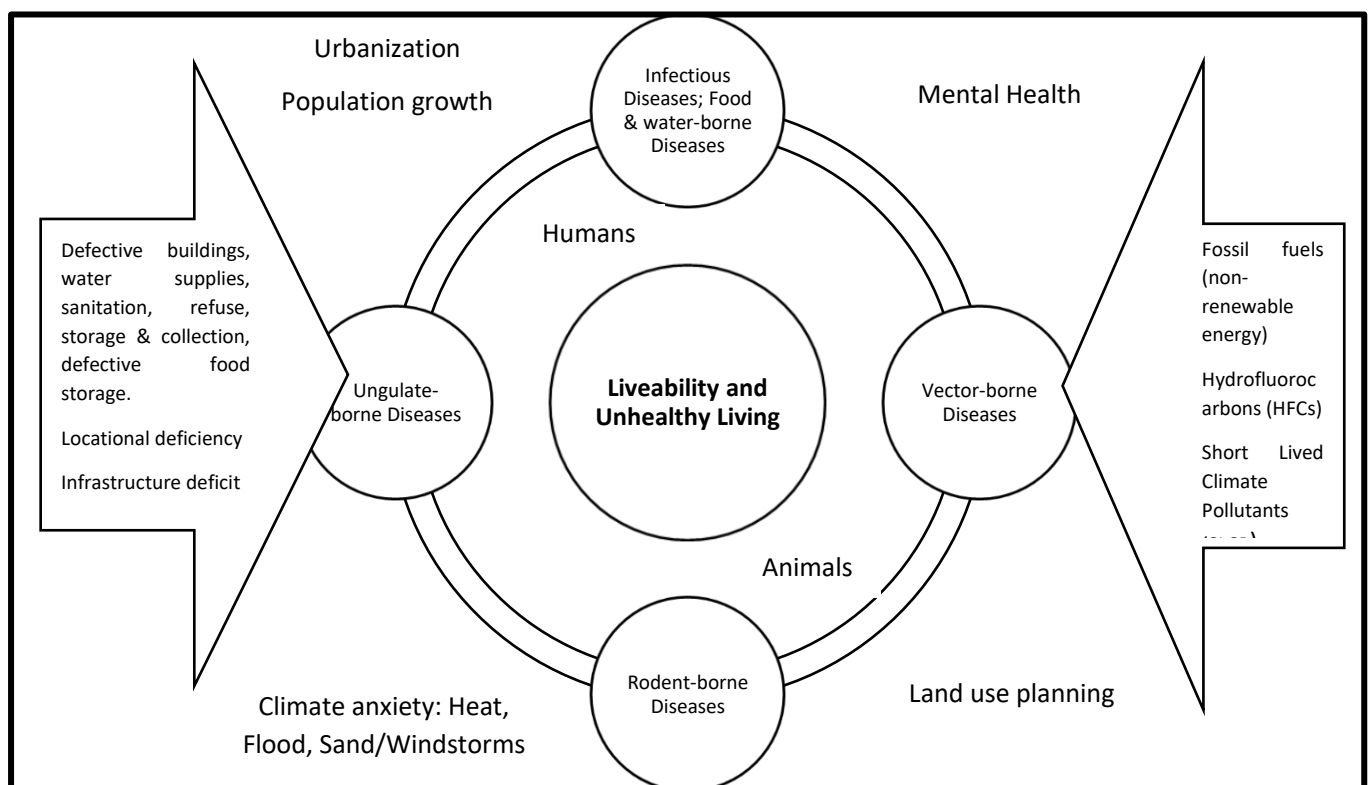 Urbanization
Population growth
Infectious
Diseases; Food
& water-borne
Diseases
Mental Health
Humans
Defective buildings,
water supplies,
sanitation, refuse,
storage & collection,
defective food
storage.
Locational deficiency
Infrastructure deficit
Ungulate-
borne Diseases
Liveability and
Unhealthy Living
Vector-borne
Diseases
Fossil fuels
(non-
renewable
energy)
Hydrofluoroc
arbons (HFCs)
Short Lived
Climate
Pollutants
Animals
Rodent-borne
Diseases
Climate anxiety: Heat,
Flood, Sand/Windstorms
Land use planning